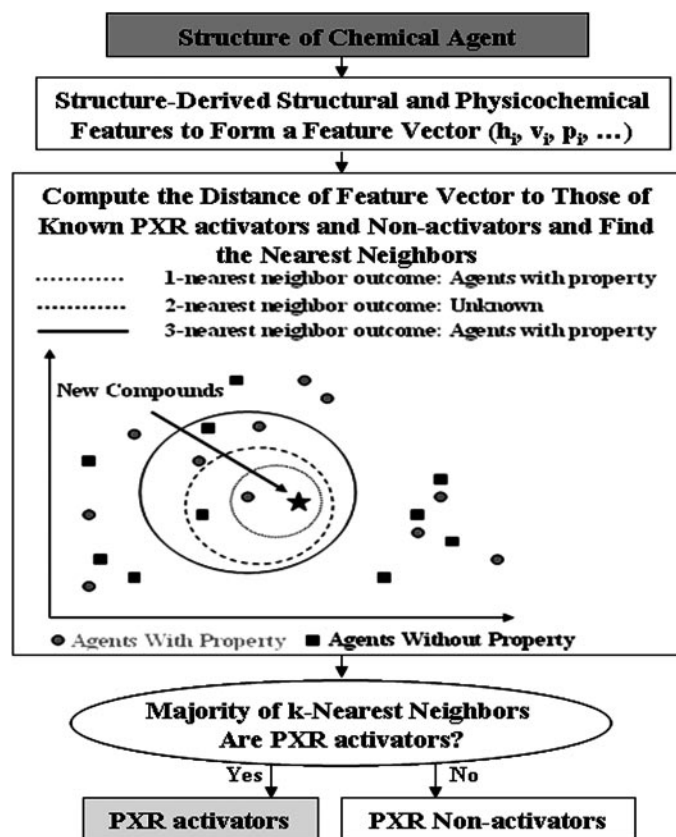 Structure of Chemical Agent
Structure-Derived Structural and Physicochemical
Features to Form a Feature Vector (hi, vi, pi, …)
Compute the Distance of Feature Vector to Those of
Known PXR activators and Non-activators and Find
the Nearest Neighbors
1-nearest neighbor outcome: Agents with property
2-nearest neighbor outcome: Unknown
3-nearest neighbor outcome: Agents with property
New Compounds
Agents With Property
Agents Without Property
Majority of k-Nearest Neighbors
Are PXR activators?
Yes
No
PXR activators
PXR Non-activators